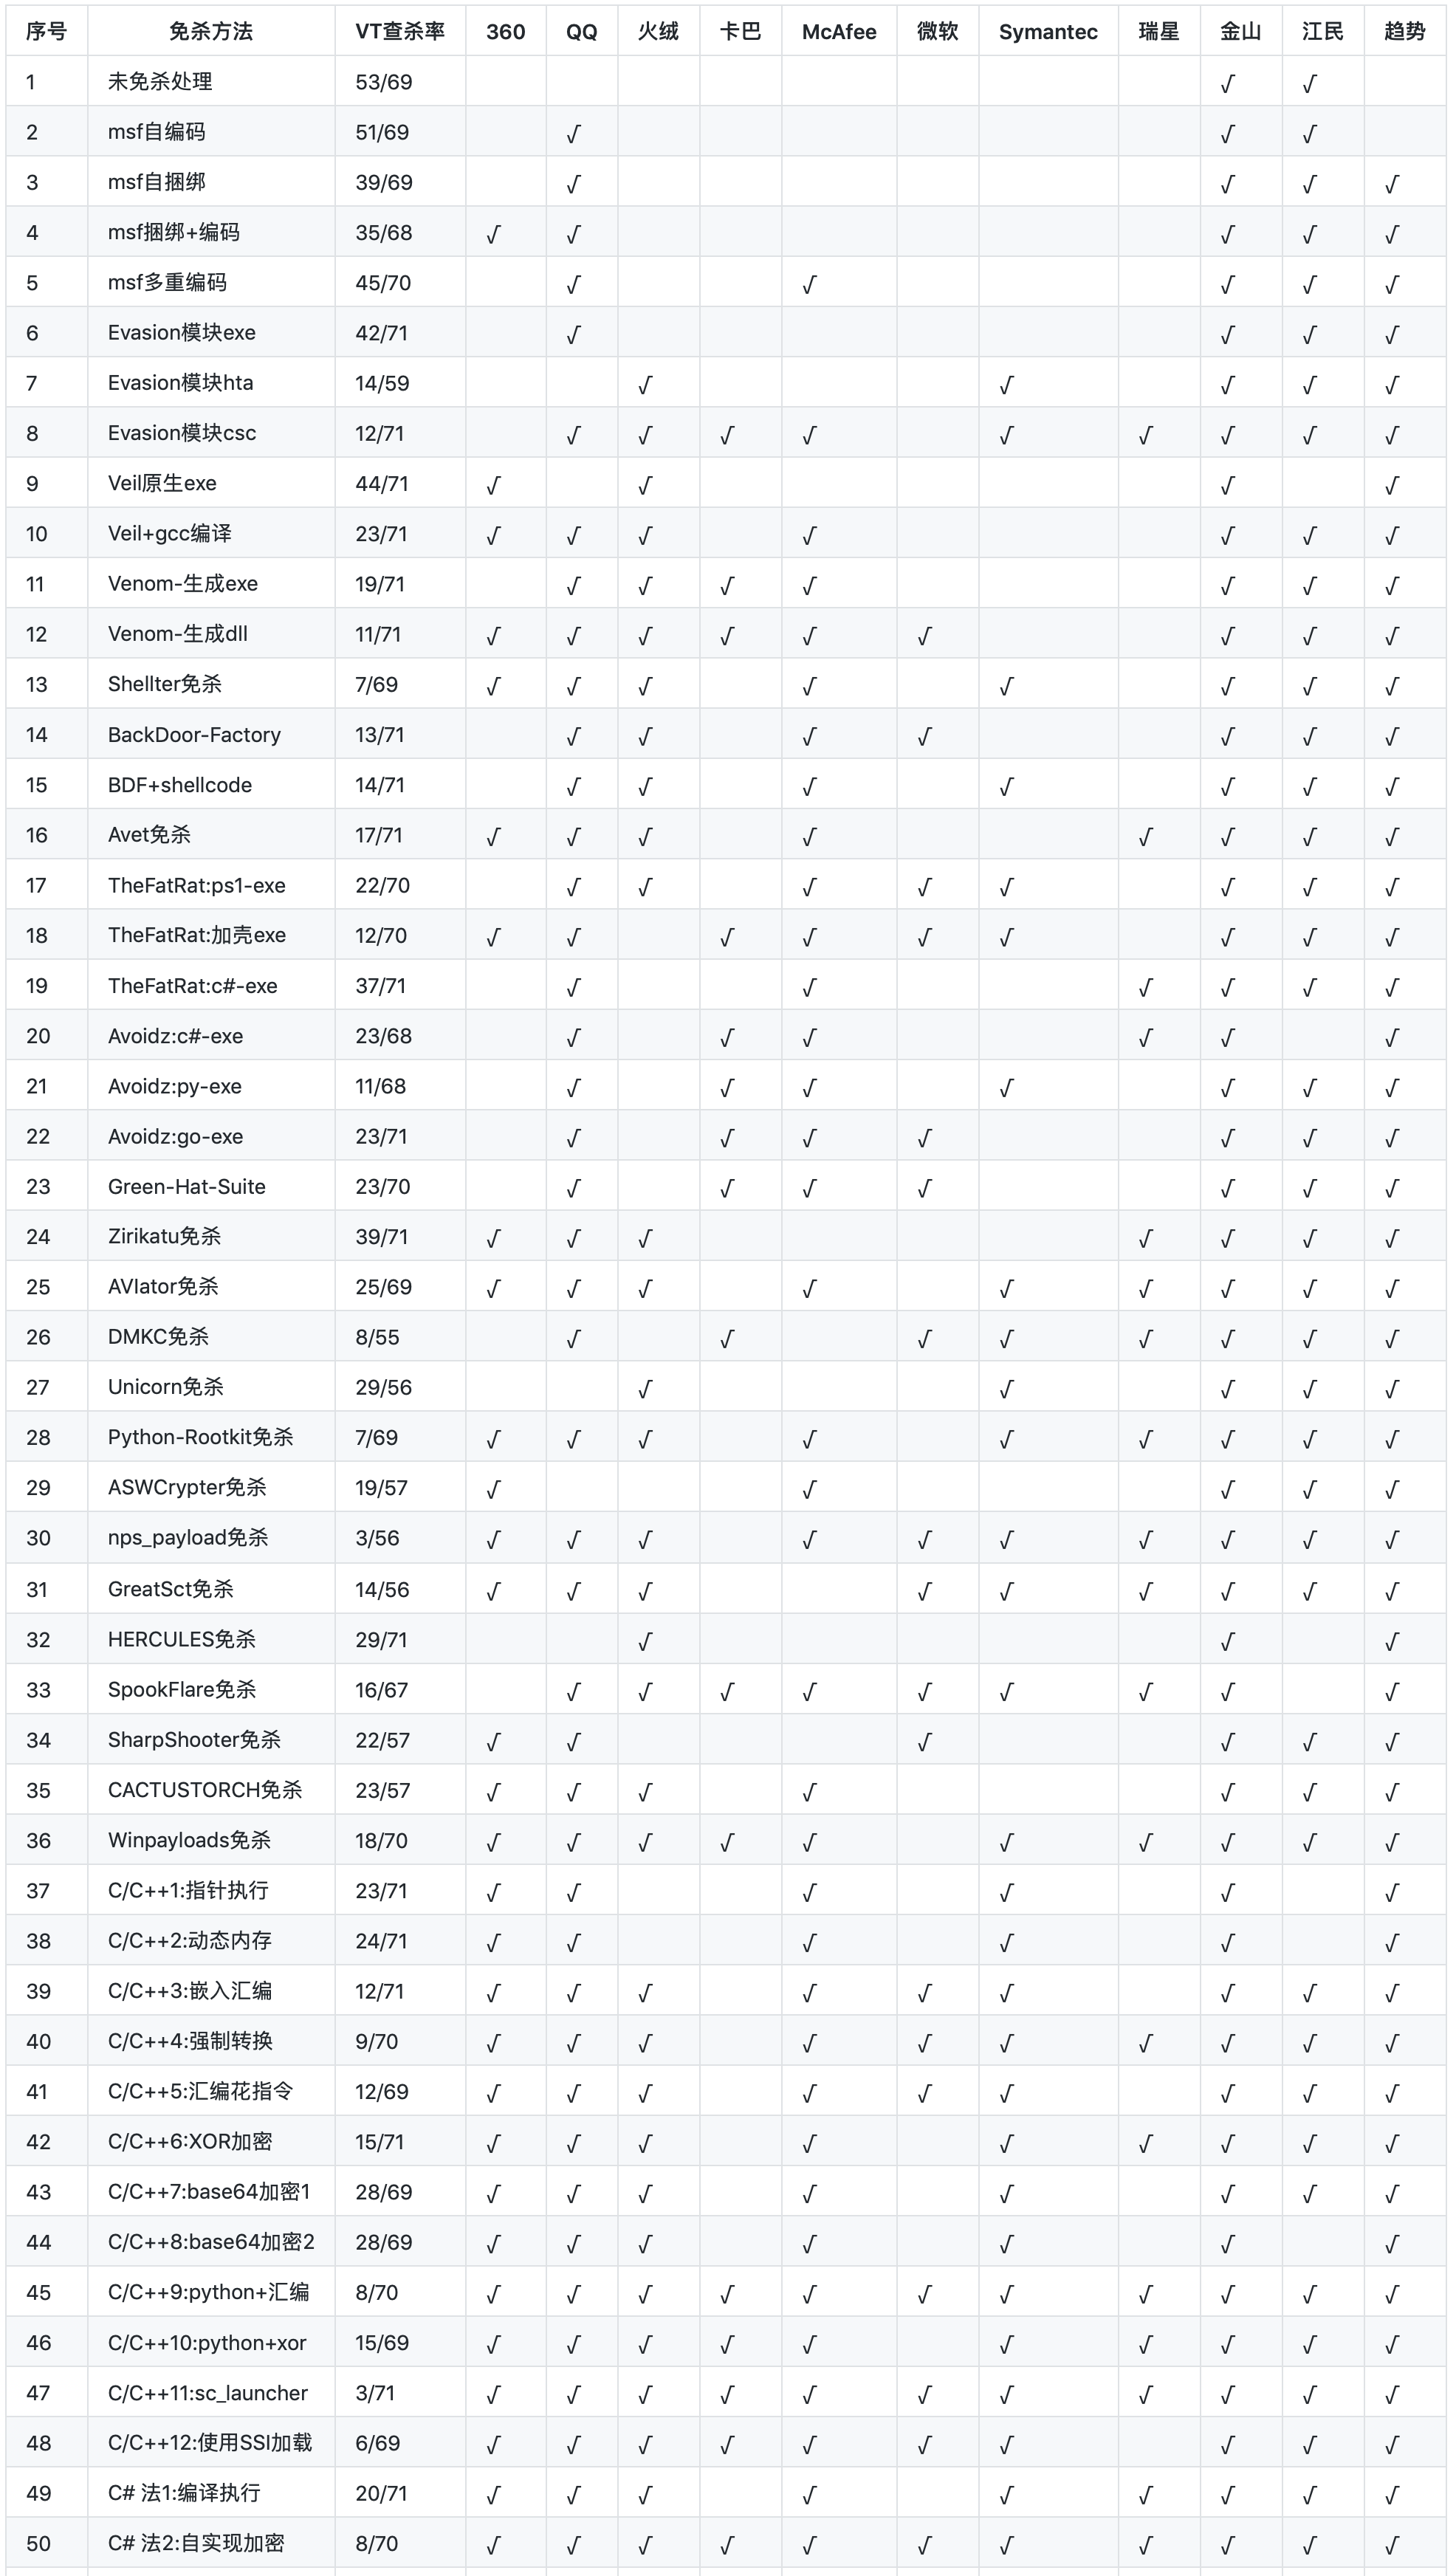 序号 免杀方法 VT查杀率 360 QQ 火绒 卡巴 McAfee 微软 Symantec 瑞星 金山 江民 趋势
1 未免杀处理 53/69 √ √
2 msf自编码 51/69 √ √ √
3 msf自捆绑 39/69 √ √ √ √
4 msf捆绑+编码 35/68 √ √ √ √ √
5 msf多重编码 45/70 √ √ √ √ √
6 Evasion模块exe 42/71 √ √ √ √
7 Evasion模块hta 14/59 √ √ √ √ √
8 Evasion模块csc 12/71 √ √ √ √ √ √ √ √ √
9 Veil原生exe 44/71 √ √ √ √
10 Veil+gcc编译 23/71 √ √ √ √ √ √ √
11 Venom-生成exe 19/71 √ √ √ √ √ √ √
12 Venom-生成dll 11/71 √ √ √ √ √ √ √ √ √
13 Shellter免杀 7/69 √ √ √ √ √ √ √ √
14 BackDoor-Factory 13/71 √ √ √ √ √ √ √
15 BDF+shellcode 14/71 √ √ √ √ √ √ √
16 Avet免杀 17/71 √ √ √ √ √ √ √ √
17 TheFatRat:ps1-exe 22/70 √ √ √ √ √ √ √ √
18 TheFatRat:加壳exe 12/70 √ √ √ √ √ √ √ √ √
19 TheFatRat:c#-exe 37/71 √ √ √ √ √ √
20 Avoidz:c#-exe 23/68 √ √ √ √ √ √
21 Avoidz:py-exe 11/68 √ √ √ √ √ √ √
22 Avoidz:go-exe 23/71 √ √ √ √ √ √ √
23 Green-Hat-Suite 23/70 √ √ √ √ √ √ √
24 Zirikatu免杀 39/71 √ √ √ √ √ √ √
25 AVIator免杀 25/69 √ √ √ √ √ √ √ √ √
26 DMKC免杀 8/55 √ √ √ √ √ √ √ √
27 Unicorn免杀 29/56 √ √ √ √ √
28 Python-Rootkit免杀 7/69 √ √ √ √ √ √ √ √ √
29 ASWCrypter免杀 19/57 √ √ √ √ √
30 nps_payload免杀 3/56 √ √ √ √ √ √ √ √ √ √
31 GreatSct免杀 14/56 √ √ √ √ √ √ √ √ √
32 HERCULES免杀 29/71 √ √ √
33 SpookFlare免杀 16/67 √ √ √ √ √ √ √ √ √
34 SharpShooter免杀 22/57 √ √ √ √ √ √
35 CACTUSTORCH免杀 23/57 √ √ √ √ √ √ √
36 Winpayloads免杀 18/70 √ √ √ √ √ √ √ √ √ √
37 C/C++1:指针执行 23/71 √ √ √ √ √ √
38 C/C++2:动态内存 24/71 √ √ √ √ √ √
39 C/C++3:嵌入汇编 12/71 √ √ √ √ √ √ √ √ √
40 C/C++4:强制转换 9/70 √ √ √ √ √ √ √ √ √ √
41 C/C++5:汇编花指令 12/69 √ √ √ √ √ √ √ √ √
42 C/C++6:XOR加密 15/71 √ √ √ √ √ √ √ √ √
43 C/C++7:base64加密1 28/69 √ √ √ √ √ √ √ √
44 C/C++8:base64加密2 28/69 √ √ √ √ √ √ √
45 C/C++9:python+汇编 8/70 √ √ √ √ √ √ √ √ √ √ √
46 C/C++10:python+xor 15/69 √ √ √ √ √ √ √ √ √ √
47 C/C++11:sc_launcher 3/71 √ √ √ √ √ √ √ √ √ √ √
48 C/C++12:使用SSI加载 6/69 √ √ √ √ √ √ √ √ √ √
49 C# 法1:编译执行 20/71 √ √ √ √ √ √ √ √ √
50 C# 法2:自实现加密 8/70 √ √ √ √ √ √ √ √ √ √ √